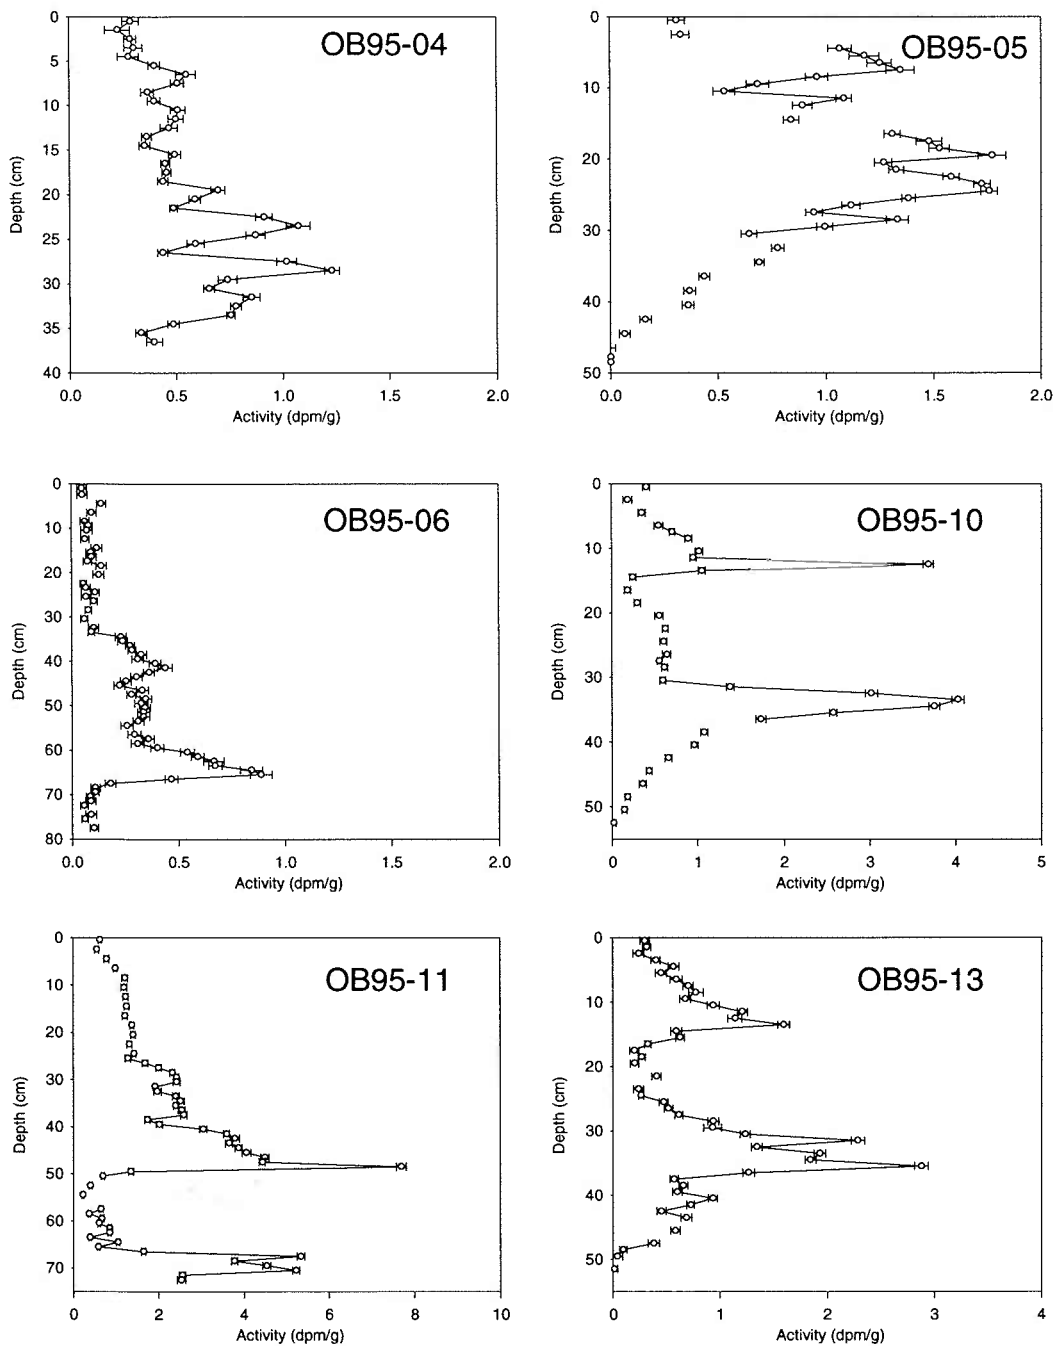 OB95-04
0
5
10
15
20
25
30
35
40
Depth (cm)
0.0 0.5 1.0 1.5 2.0
Activity (dpm/g)
OB95-05
0
10
20
30
40
50
Depth (cm)
0.5 1.0 1.5 2.0
Activity (dpm/g)
OB95-06
0
10
20
30
40
50
60
70
80
Depth (cm)
0.0 0.5 1.0 1.5 2.0
Activity (dpm/g)
OB95-10
0
10
20
30
40
50
Depth (cm)
0 1 2 3 4 5
Activity (dpm/g)
OB95-11
0
10
20
30
40
50
60
70
Depth (cm)
0 2 4 6 8 10
Activity (dpm/g)
OB95-13
0
10
20
30
40
50
Depth (cm)
0 1 2 3 4
Activity (dpm/g)